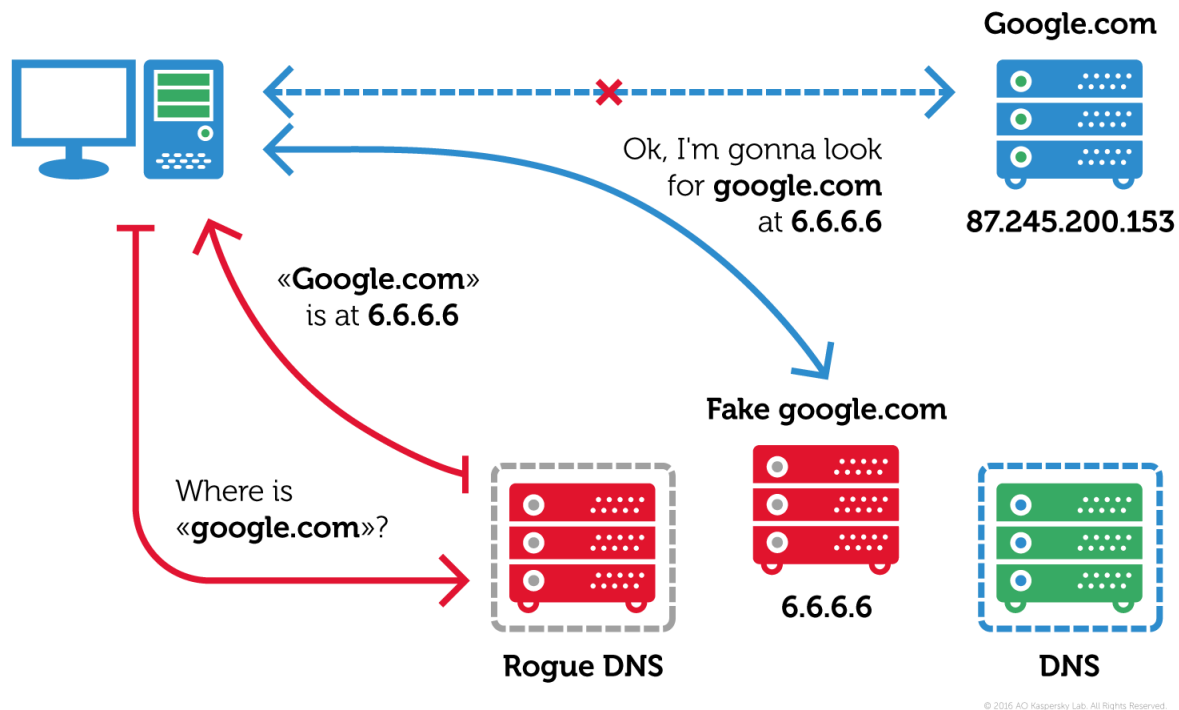 Google.com
Ok, I'm gonna look
for google.com
at 6.6.6.6
87.245.200.153
«Google.com»
is at 6.6.6.6
Fake google.com
Where is
«google.com»?
6.6.6.6
Rogue DNS
DNS
© 2016 AO Kaspersky Lab. All Rights Reserved.